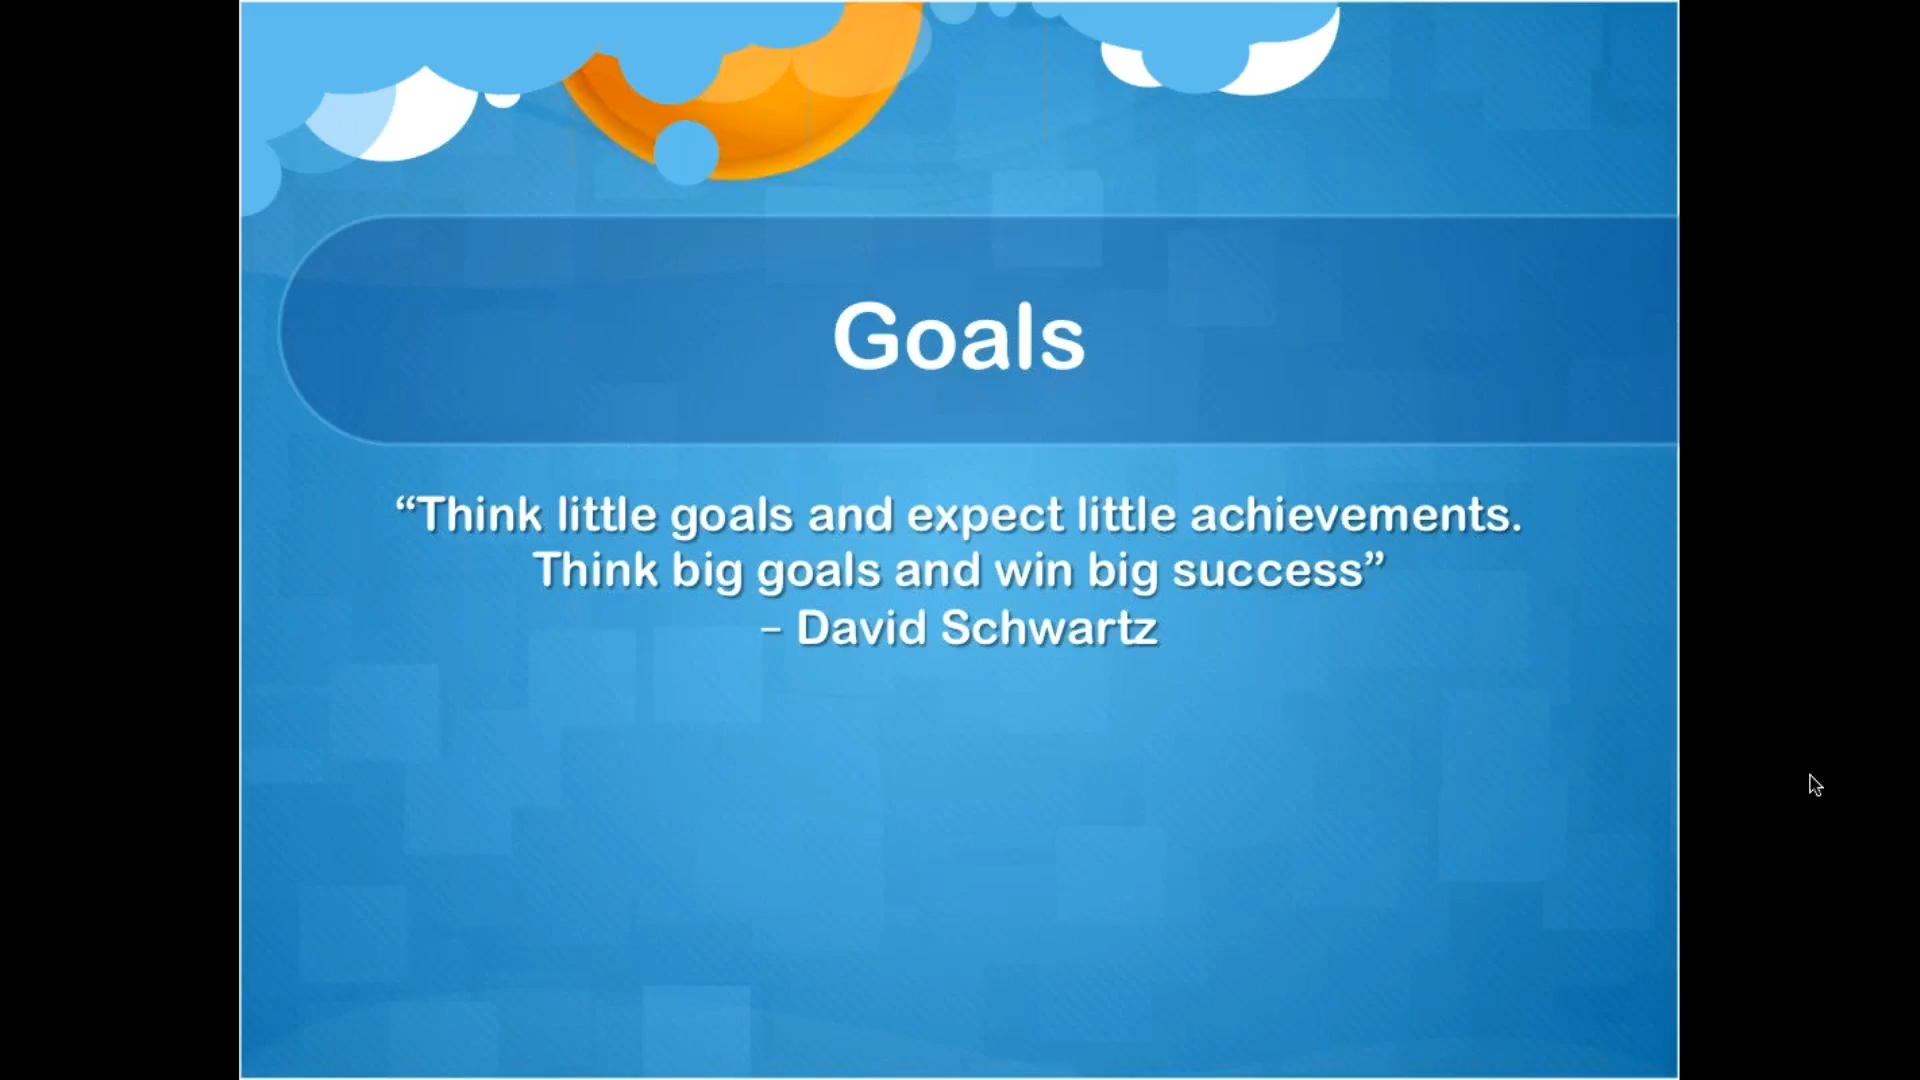 Goals
“Think little goals and expect little achievements.
Think big goals and win big success”
– David Schwartz